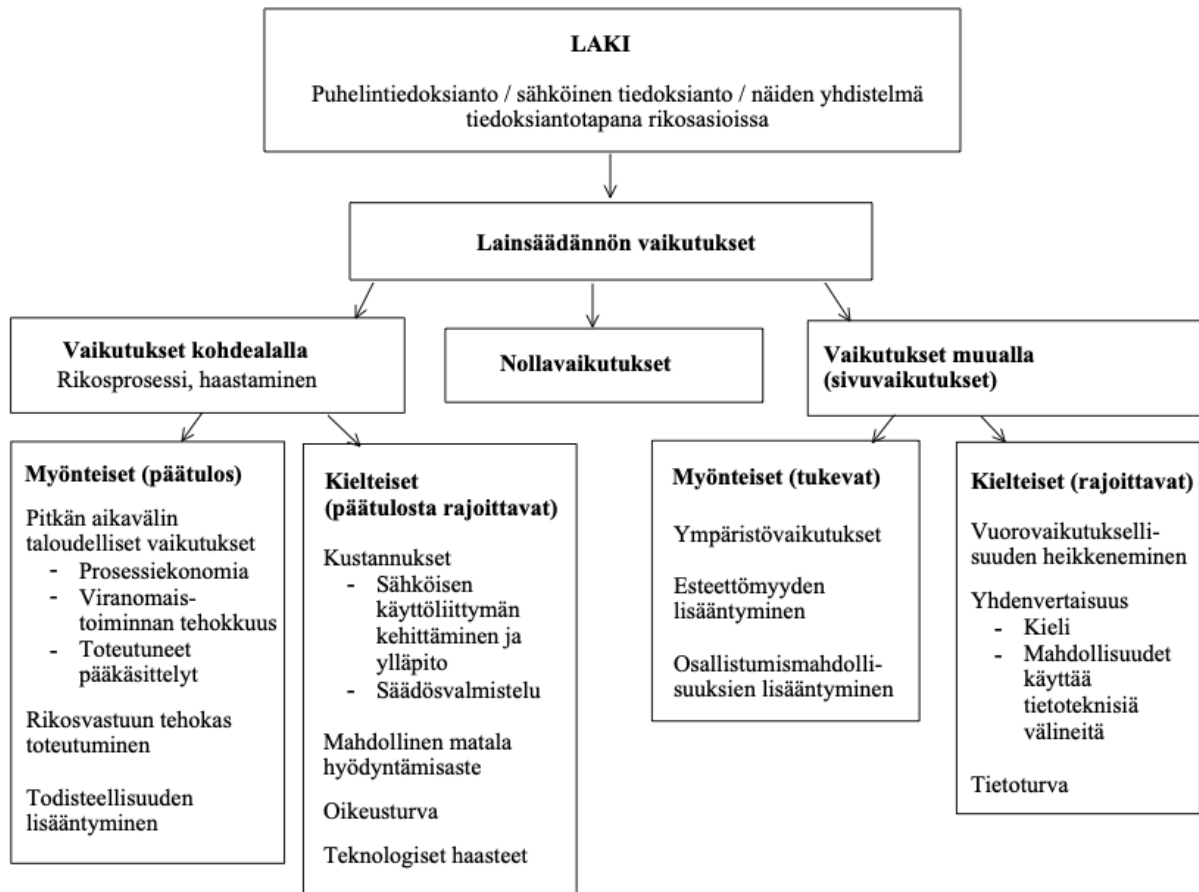 LAKI
Puhelintiedoksianto / sähköinen tiedoksianto / näiden yhdistelmä
tiedoksiantotapana rikosasioissa
Lainsäädännön vaikutukset
Vaikutukset kohdealalla
Rikosprosessi, haastaminen
Nollavaikutukset
Vaikutukset muualla
(sivuvaikutukset)
Myönteiset (päätulos)
Pitkän aikavälin
taloudelliset vaikutukset
- Prosessiekonomia
- Viranomais-
toiminnan tehokkuus
- Toteutuneet
pääkäsittelyt
Rikosvastuun tehokas
toteutuminen
Todisteellisuuden
lisääntyminen
Kielteiset
(päätulosta rajoittavat)
Kustannukset
- Sähköisen
käyttöliittymän
kehittäminen ja
ylläpito
- Säädösvalmistelu
Mahdollinen matala
hyödyntämisaste
Oikeusturva
Teknologiset haasteet
Myönteiset (tukevat)
Ympäristövaikutukset
Esteettömyyden
lisääntyminen
Osallistumismahdolli-
suuksien lisääntyminen
Kielteiset (rajoittavat)
Vuorovaikutukselli-
suuden heikkeneminen
Yhdenvertaisuus
- Kieli
- Mahdollisuudet
käyttää
tietoteknisiä
välineitä
Tietoturva